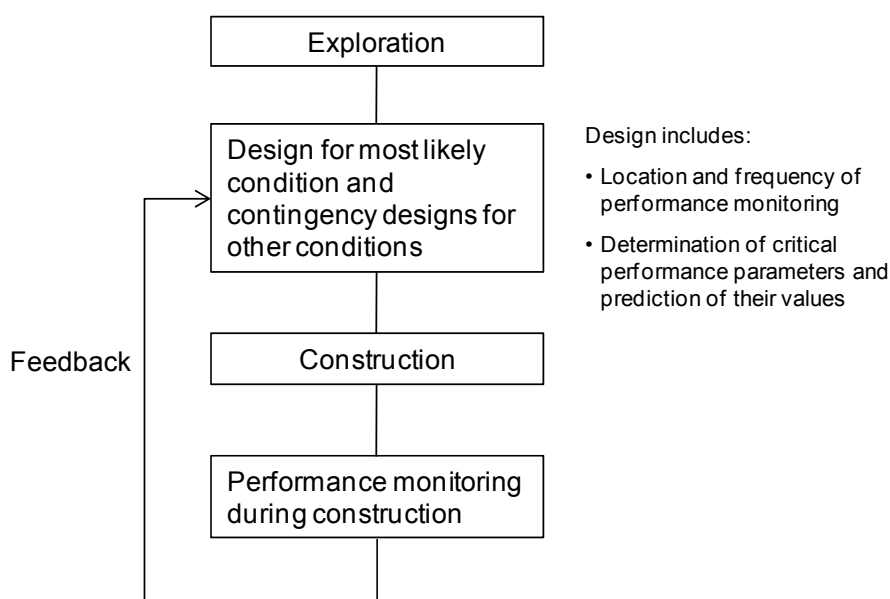 Exploration
Design for most likely
condition and
contingency designs for
other conditions
Design includes:
• Location and frequency of
performance monitoring
• Determination of critical
performance parameters and
prediction of their values
Feedback
Construction
Performance monitoring
during construction